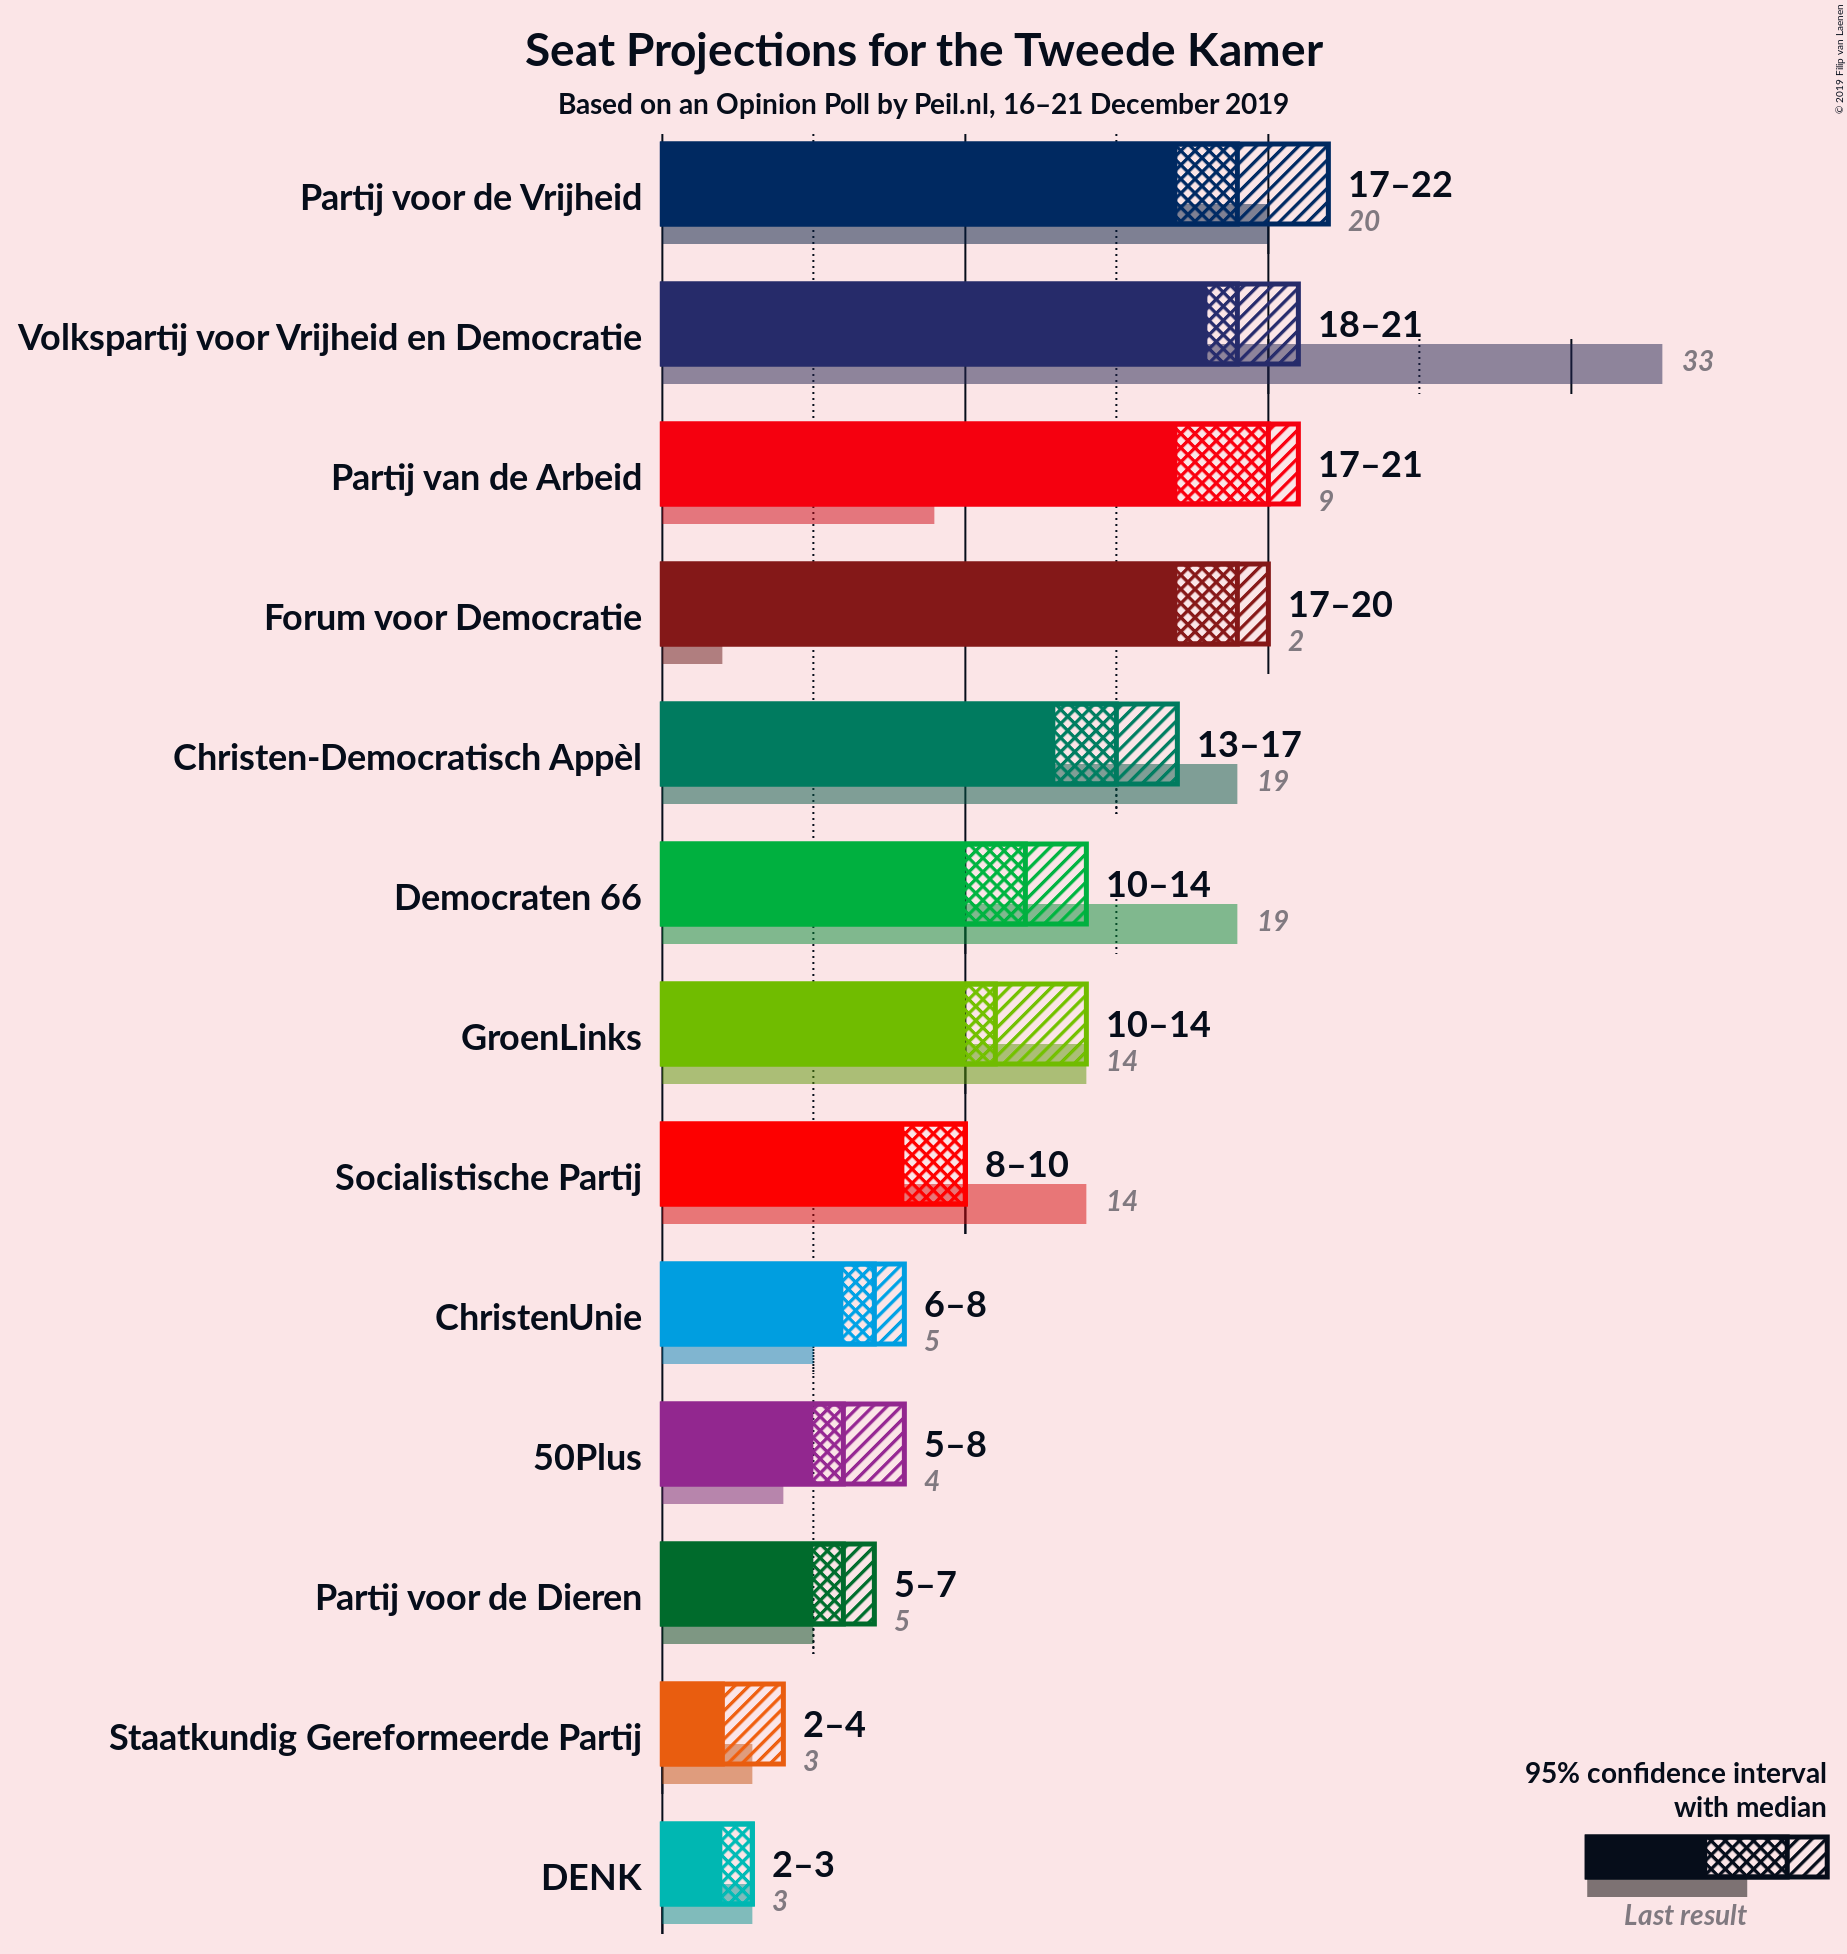 Seat Projections for the Tweede Kamer
Based on an Opinion Poll by Peil.nl, 16–21 December 2019
© 2019 Filip van Laenen
Partij voor de Vrijheid
17–22
20
Volkspartij voor Vrijheid en Democratie
18–21
33
Partij van de Arbeid
17–21
9
Forum voor Democratie
17–20
2
Christen-Democratisch Appèl
13–17
19
Democraten 66
10–14
19
GroenLinks
10–14
14
Socialistische Partij
8–10
14
ChristenUnie
6–8
5
50Plus
5–8
4
Partij voor de Dieren
5–7
5
Staatkundig Gereformeerde Partij
2–4
3
DENK
2–3
3
95% confidence interval
with median
Last result